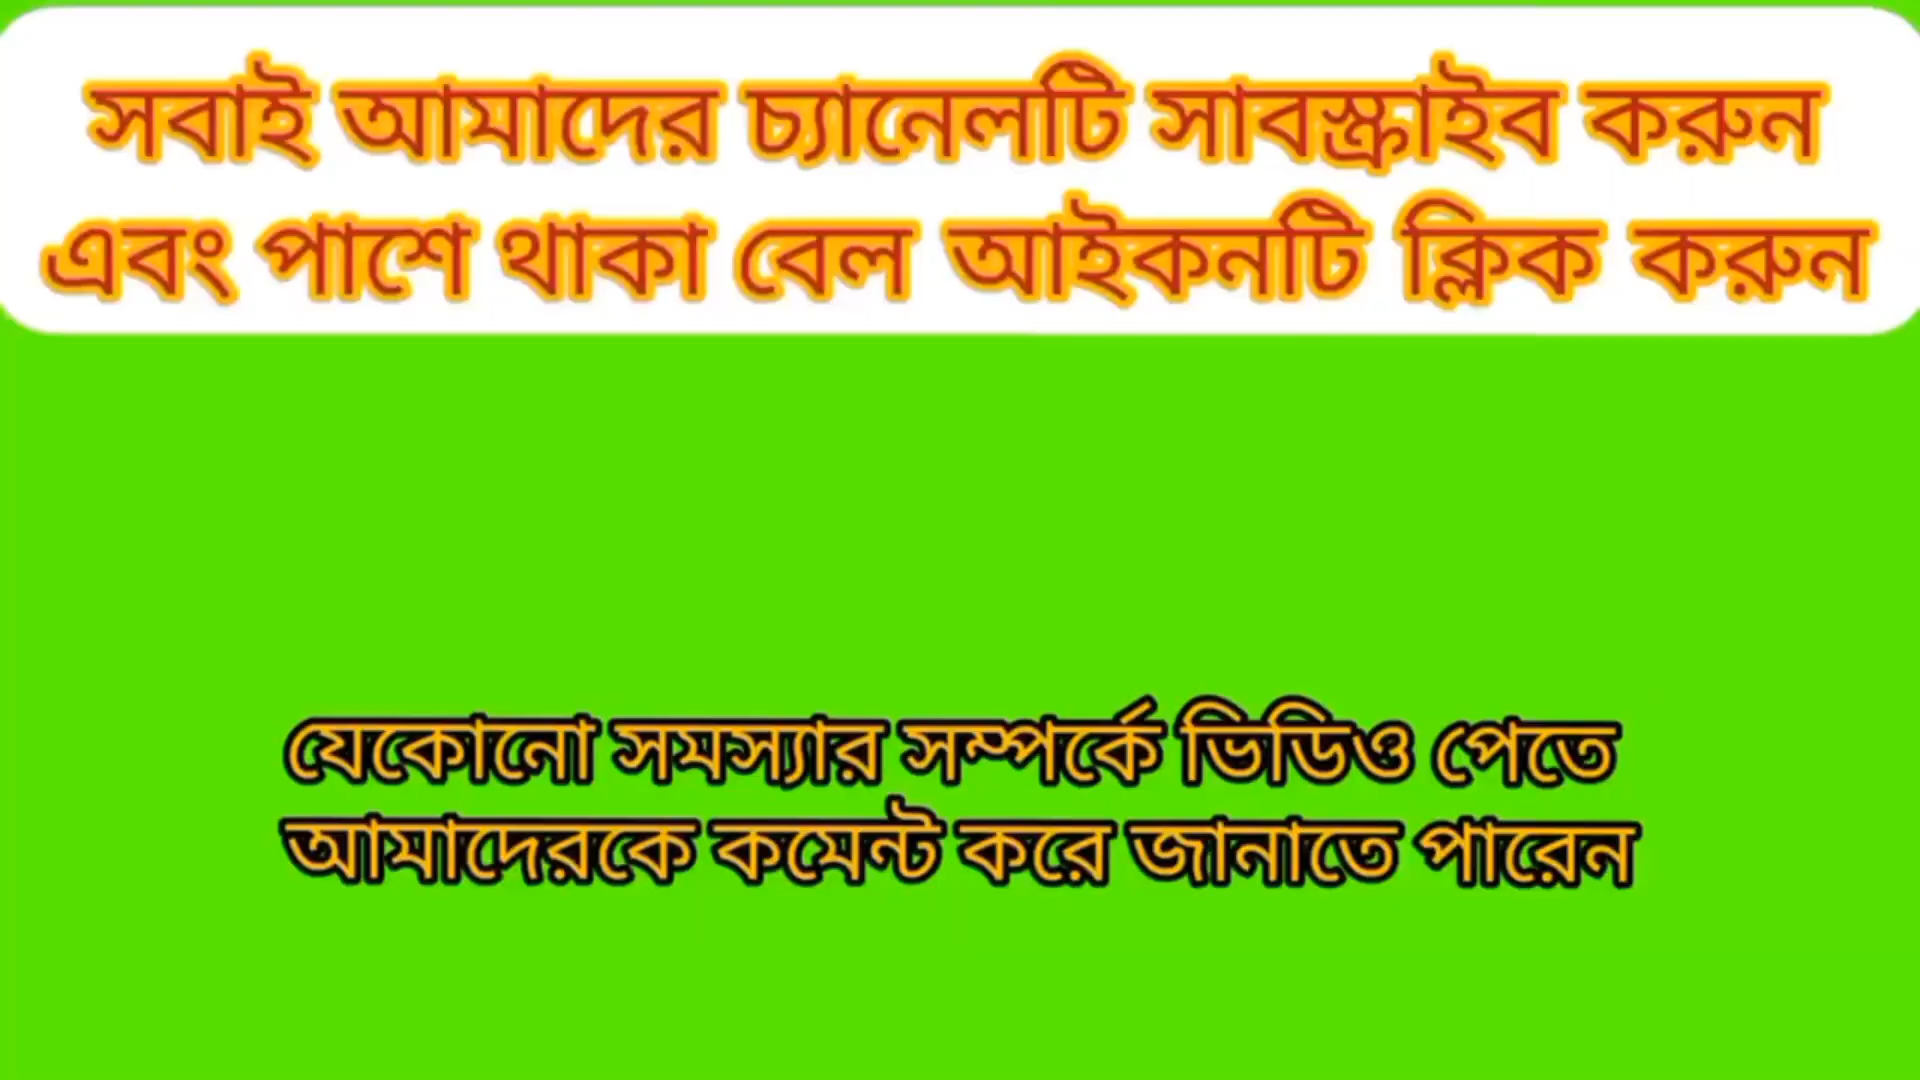 সবাই আমাদের চ্যানেলটি সাবস্ক্রাইব করুন
এবং পাশে থাকা বেল আইকনটি ক্লিক করুন
যেকোনো সমস্যার সম্পর্কে ভিডিও পেতে
আমাদেরকে কমেন্ট করে জানাতে পারেন